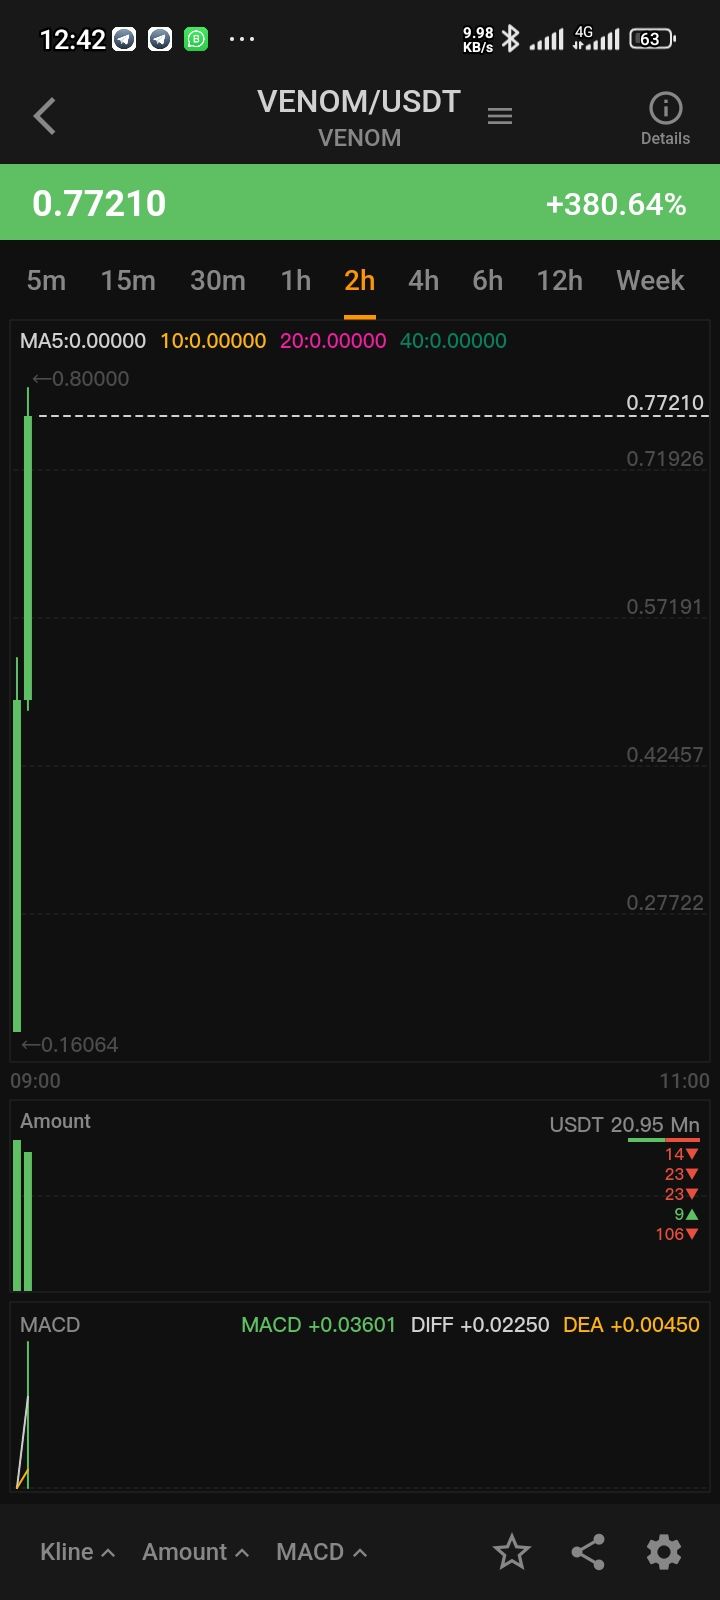 12:42 ... 9.98 KB/s 4G 63
VENOM/USDT
VENOM
Details
0.77210 +380.64%
5m 15m 30m 1h 2h 4h 6h 12h Week
MA5:0.00000 10:0.00000 20:0.00000 40:0.00000
←0.80000
0.77210
0.71926
0.57191
0.42457
0.27722
←0.16064
09:00 11:00
Amount USDT 20.95 Mn
14▼
23▼
23▼
9▲
106▼
MACD MACD +0.03601 DIFF +0.02250 DEA +0.00450
Kline Amount MACD